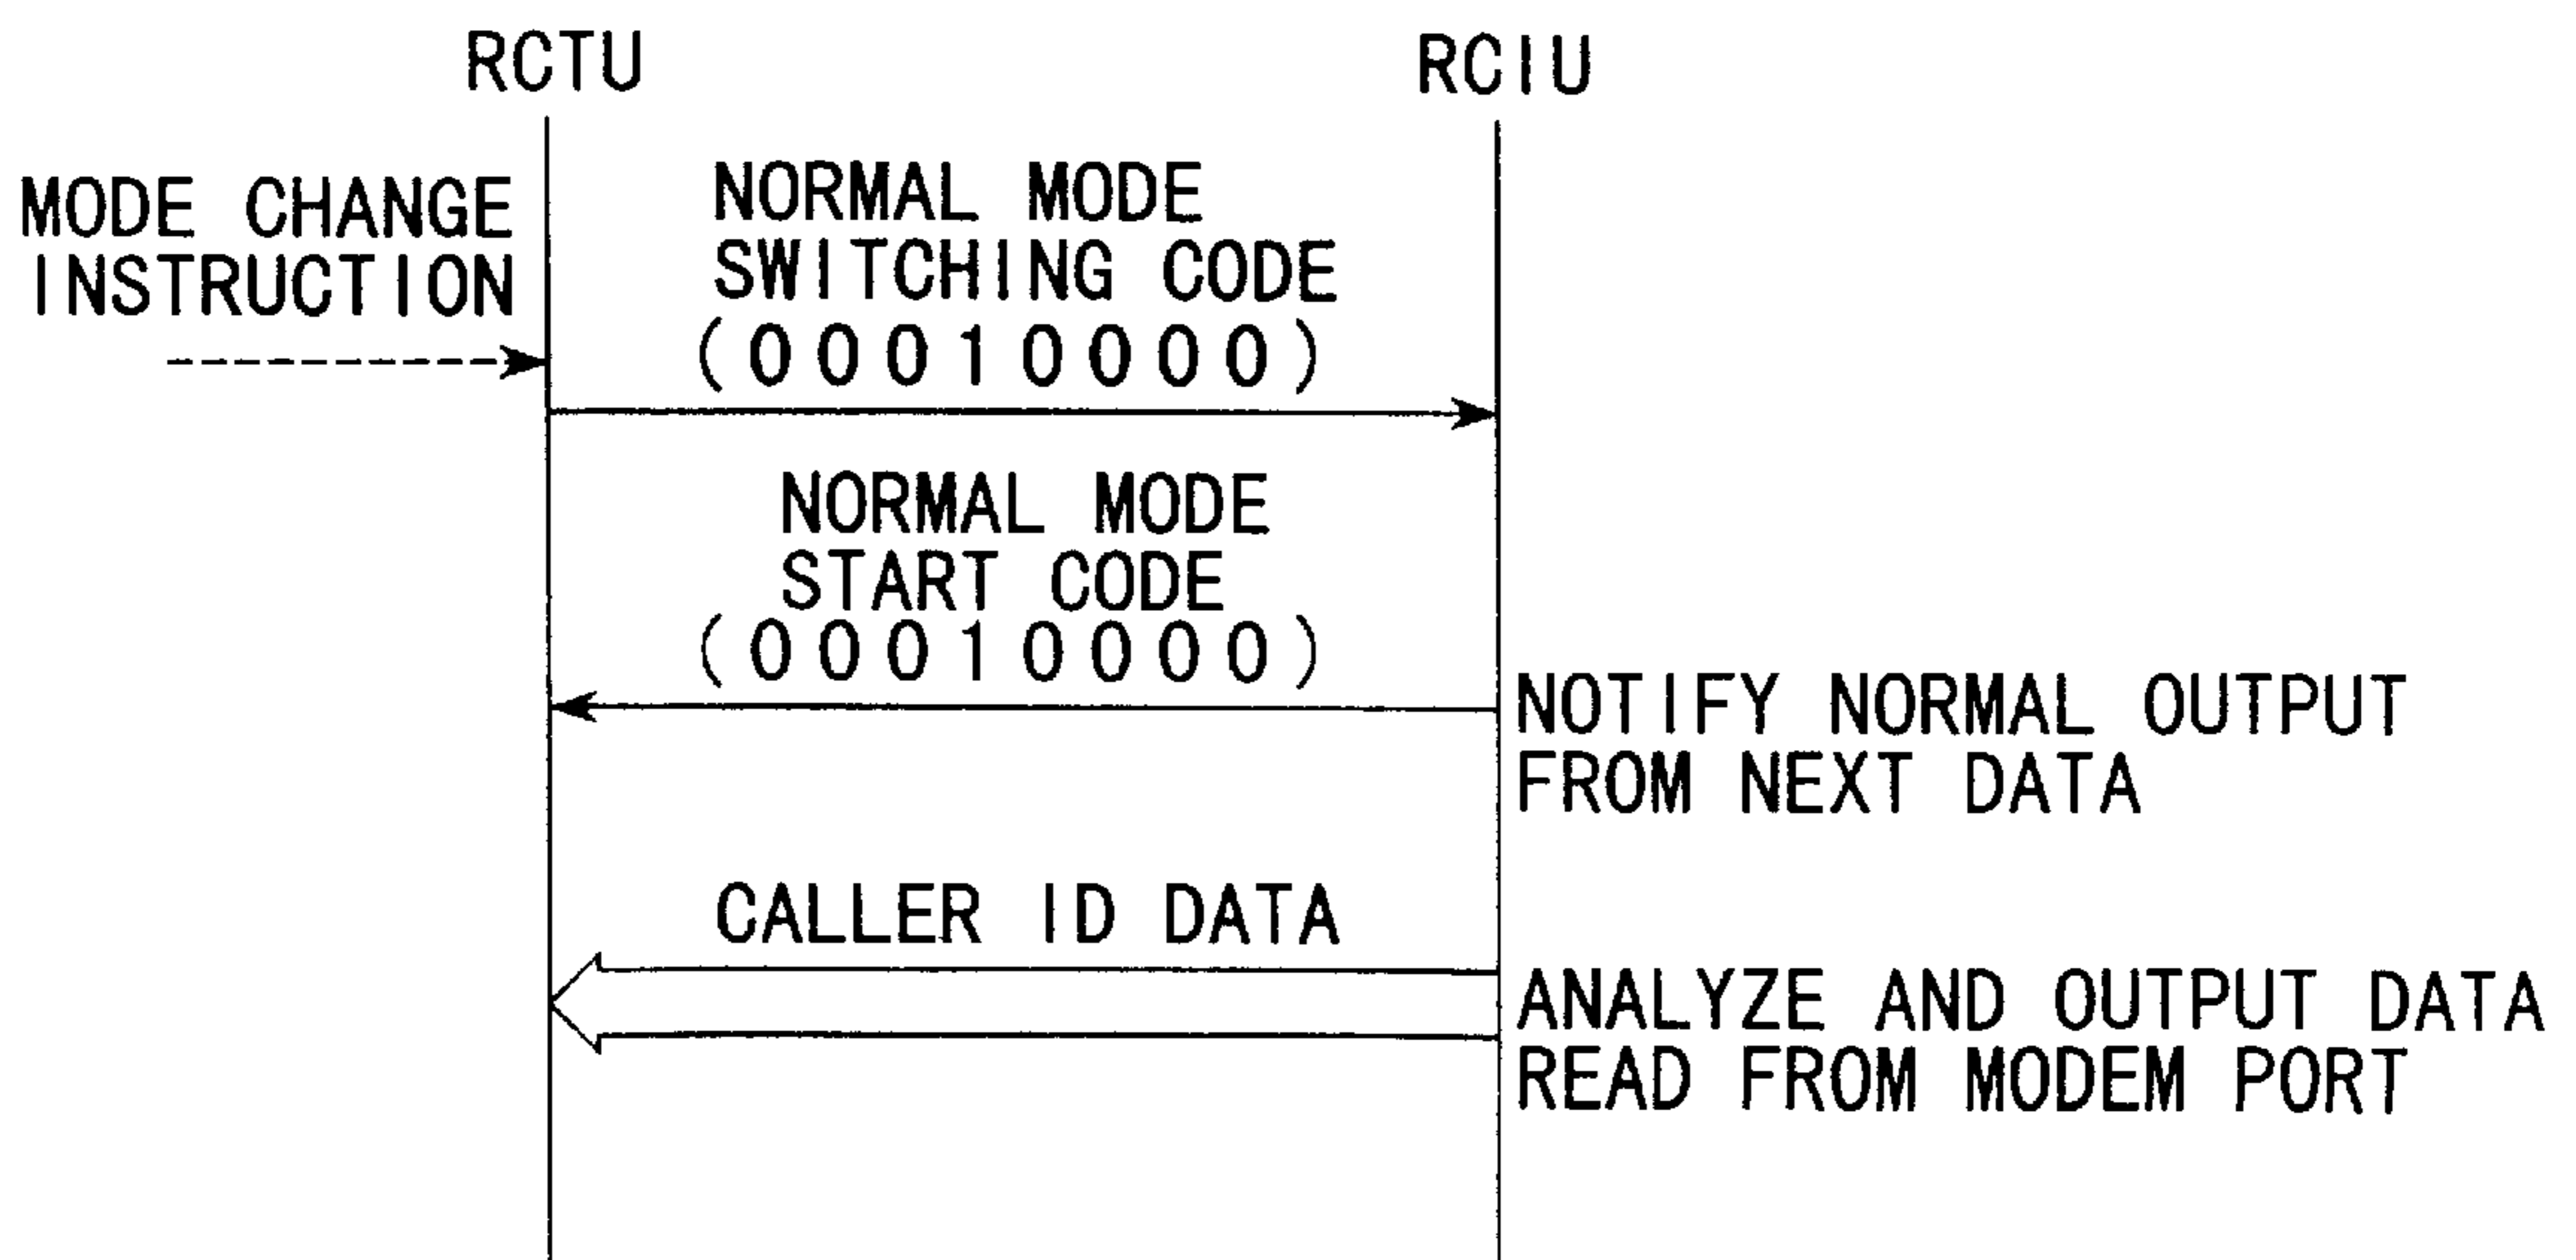 RCTU
RCIU
MODE CHANGE
INSTRUCTION
NORMAL MODE
SWITCHING CODE
(00010000)
NORMAL MODE
START CODE
(00010000)
NOTIFY NORMAL OUTPUT
FROM NEXT DATA
CALLER ID DATA
ANALYZE AND OUTPUT DATA
READ FROM MODEM PORT